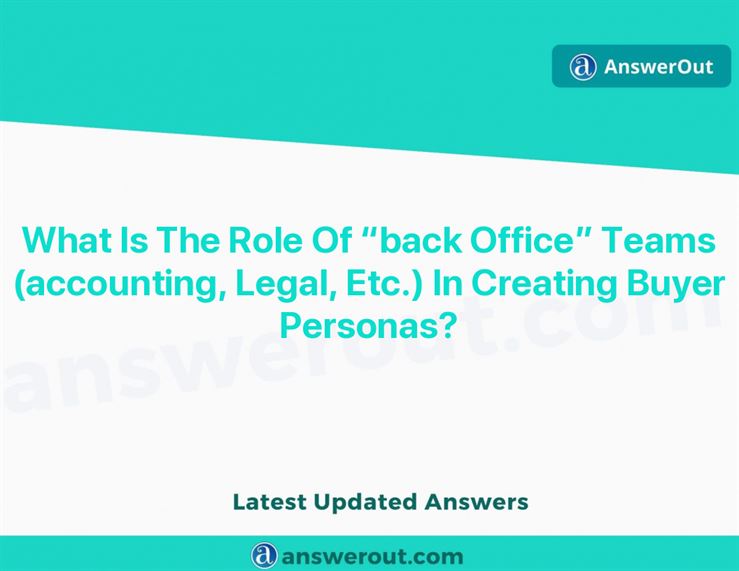 AnswerOut
What Is The Role Of “back Office” Teams
(accounting, Legal, Etc.) In Creating Buyer
Personas?
answerout.com
Latest Updated Answers
answerout.com